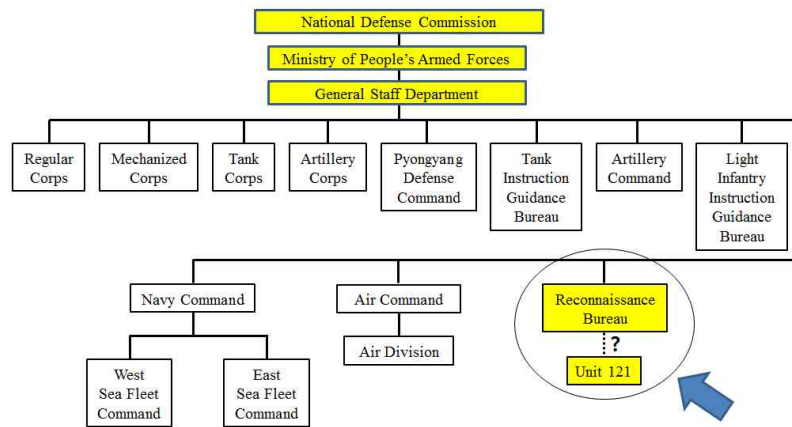 National Defense Commission
Ministry of People's Armed Forces
General Staff Department
Regular
Corps
Mechanized
Corps
Tank
Corps
Artillery
Corps
Pyongyang
Defense
Command
Tank
Instruction
Guidance
Bureau
Artillery
Command
Light
Infantry
Instruction
Guidance
Bureau
Navy Command
Air Command
Reconnaissance
Bureau
?
Unit 121
Air Division
West
Sea Fleet
Command
East
Sea Fleet
Command